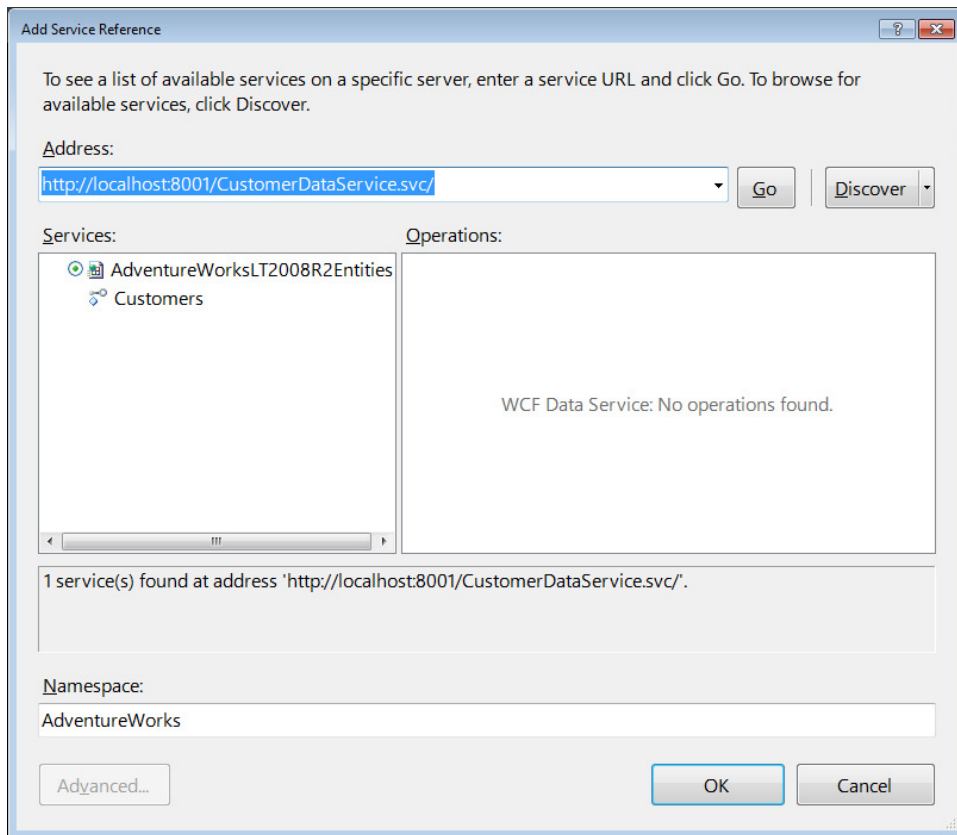 Add Service Reference
To see a list of available services on a specific server, enter a service URL and click Go. To browse for
available services, click Discover.
Address:
http://localhost:8001/CustomerDataService.svc/
Go
Discover
Services:
Operations:
AdventureWorksLT2008R2Entities
Customers
WCF Data Service: No operations found.
1 service(s) found at address 'http://localhost:8001/CustomerDataService.svc/'.
Namespace:
AdventureWorks
Advanced...
OK
Cancel